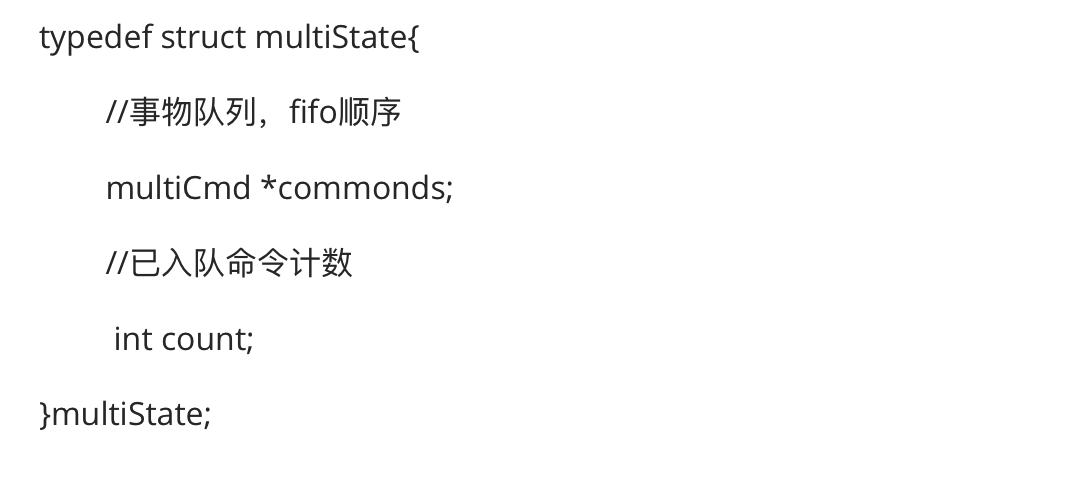 typedef struct multiState{
//事物队列，fifo顺序
multiCmd *commonds;
//已入队命令计数
int count;
}multiState;